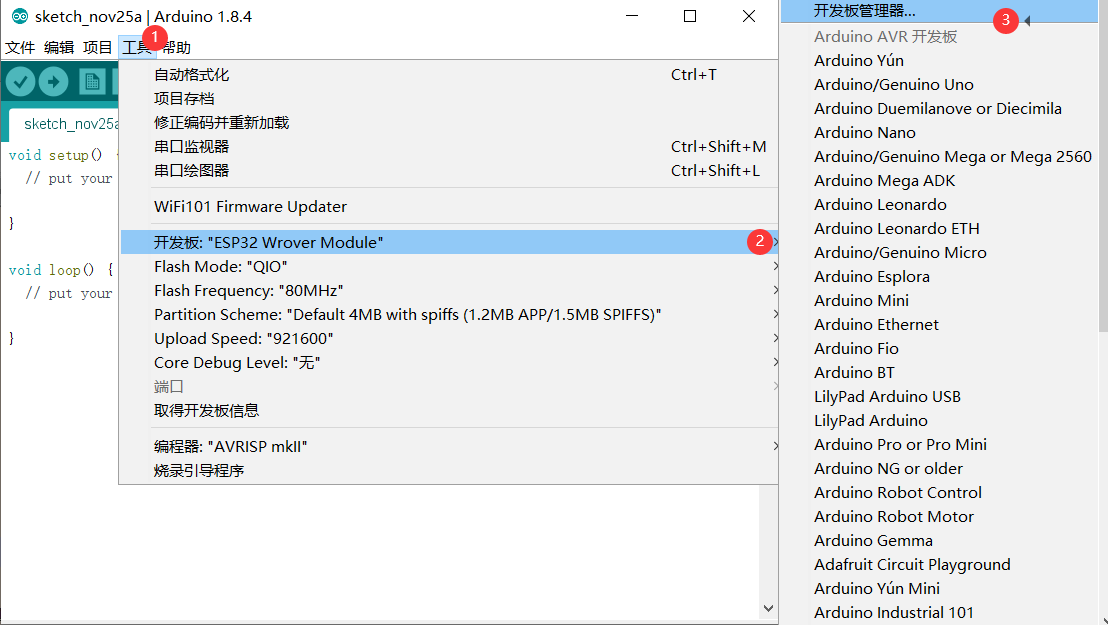 sketch_nov25a | Arduino 1.8.4
文件 编辑 项目 工具 帮助
1
sketch_nov25a
void setup()
// put your
}
void loop() {
// put your
}
自动格式化 Ctrl+T
项目存档
修正编码并重新加载
串口监视器 Ctrl+Shift+M
串口绘图器 Ctrl+Shift+L
WiFi101 Firmware Updater
开发板: "ESP32 Wrover Module" 2
Flash Mode: "QIO"
Flash Frequency: "80MHz"
Partition Scheme: "Default 4MB with spiffs (1.2MB APP/1.5MB SPIFFS)"
Upload Speed: "921600"
Core Debug Level: "无"
端口
取得开发板信息
编程器: "AVRISP mkII"
烧录引导程序
开发板管理器... 3
Arduino AVR 开发板
Arduino Yún
Arduino/Genuino Uno
Arduino Duemilanove or Diecimila
Arduino Nano
Arduino/Genuino Mega or Mega 2560
Arduino Mega ADK
Arduino Leonardo
Arduino Leonardo ETH
Arduino/Genuino Micro
Arduino Esplora
Arduino Mini
Arduino Ethernet
Arduino Fio
Arduino BT
LilyPad Arduino USB
LilyPad Arduino
Arduino Pro or Pro Mini
Arduino NG or older
Arduino Robot Control
Arduino Robot Motor
Arduino Gemma
Adafruit Circuit Playground
Arduino Yún Mini
Arduino Industrial 101